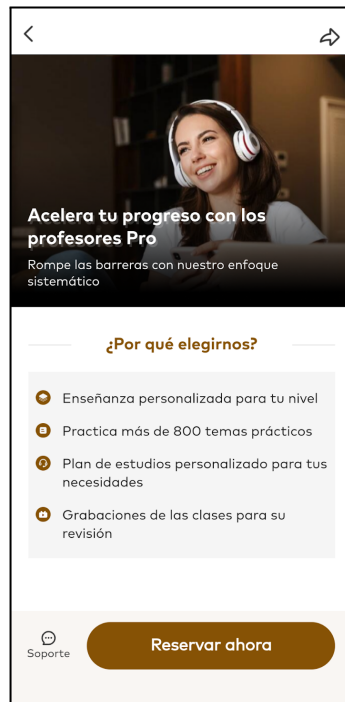 Acelera tu progreso con los
profesores Pro
Rompe las barreras con nuestro enfoque
sistemático
¿Por qué elegirnos?
Enseñanza personalizada para tu nivel
Practica más de 800 temas prácticos
Plan de estudios personalizado para tus
necesidades
Grabaciones de las clases para su
revisión
Soporte
Reservar ahora